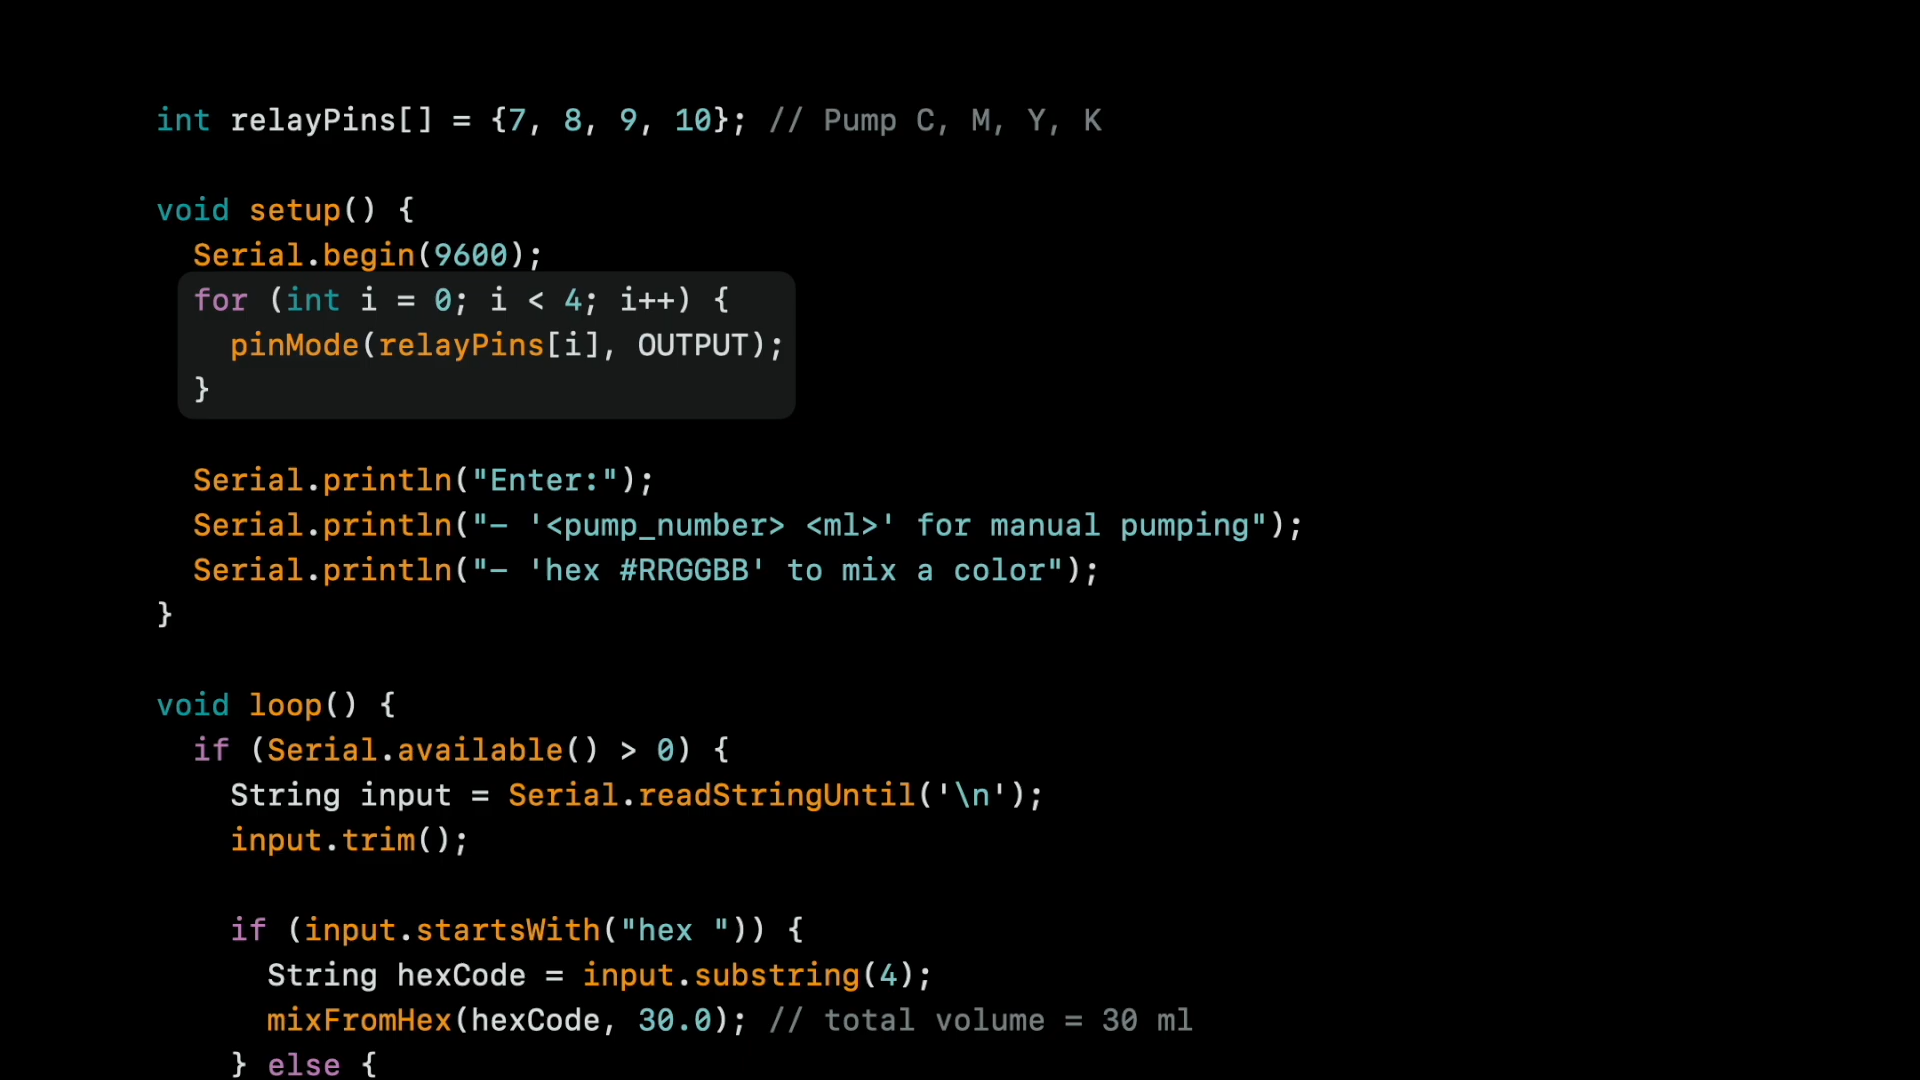 int relayPins[] = {7, 8, 9, 10}; // Pump C, M, Y, K

void setup() {
  Serial.begin(9600);
  for (int i = 0; i < 4; i++) {
    pinMode(relayPins[i], OUTPUT);
  }

  Serial.println("Enter:");
  Serial.println("– '<pump_number> <ml>' for manual pumping");
  Serial.println("– 'hex #RRGGBB' to mix a color");
}

void loop() {
  if (Serial.available() > 0) {
    String input = Serial.readStringUntil('\n');
    input.trim();

    if (input.startsWith("hex ")) {
      String hexCode = input.substring(4);
      mixFromHex(hexCode, 30.0); // total volume = 30 ml
    } else {